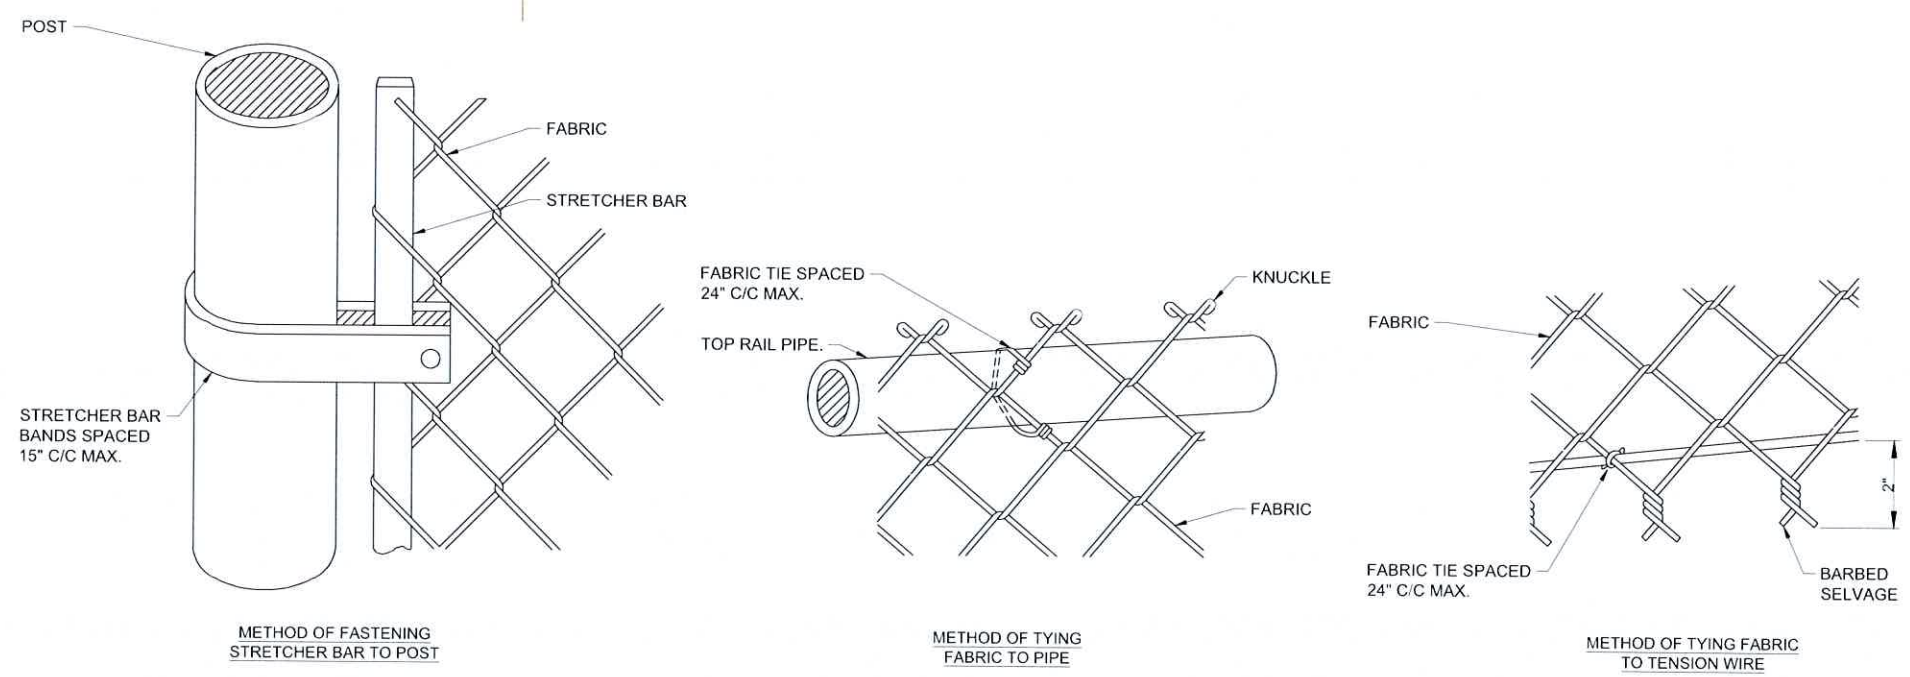 POST
FABRIC
STRETCHER BAR
STRETCHER BAR
BANDS SPACED
15" C/C MAX.
METHOD OF FASTENING
STRETCHER BAR TO POST
FABRIC TIE SPACED
24" C/C MAX.
TOP RAIL PIPE.
KNUCKLE
FABRIC
METHOD OF TYING
FABRIC TO PIPE
FABRIC
2"
FABRIC TIE SPACED
24" C/C MAX.
BARBED
SELVAGE
METHOD OF TYING FABRIC
TO TENSION WIRE